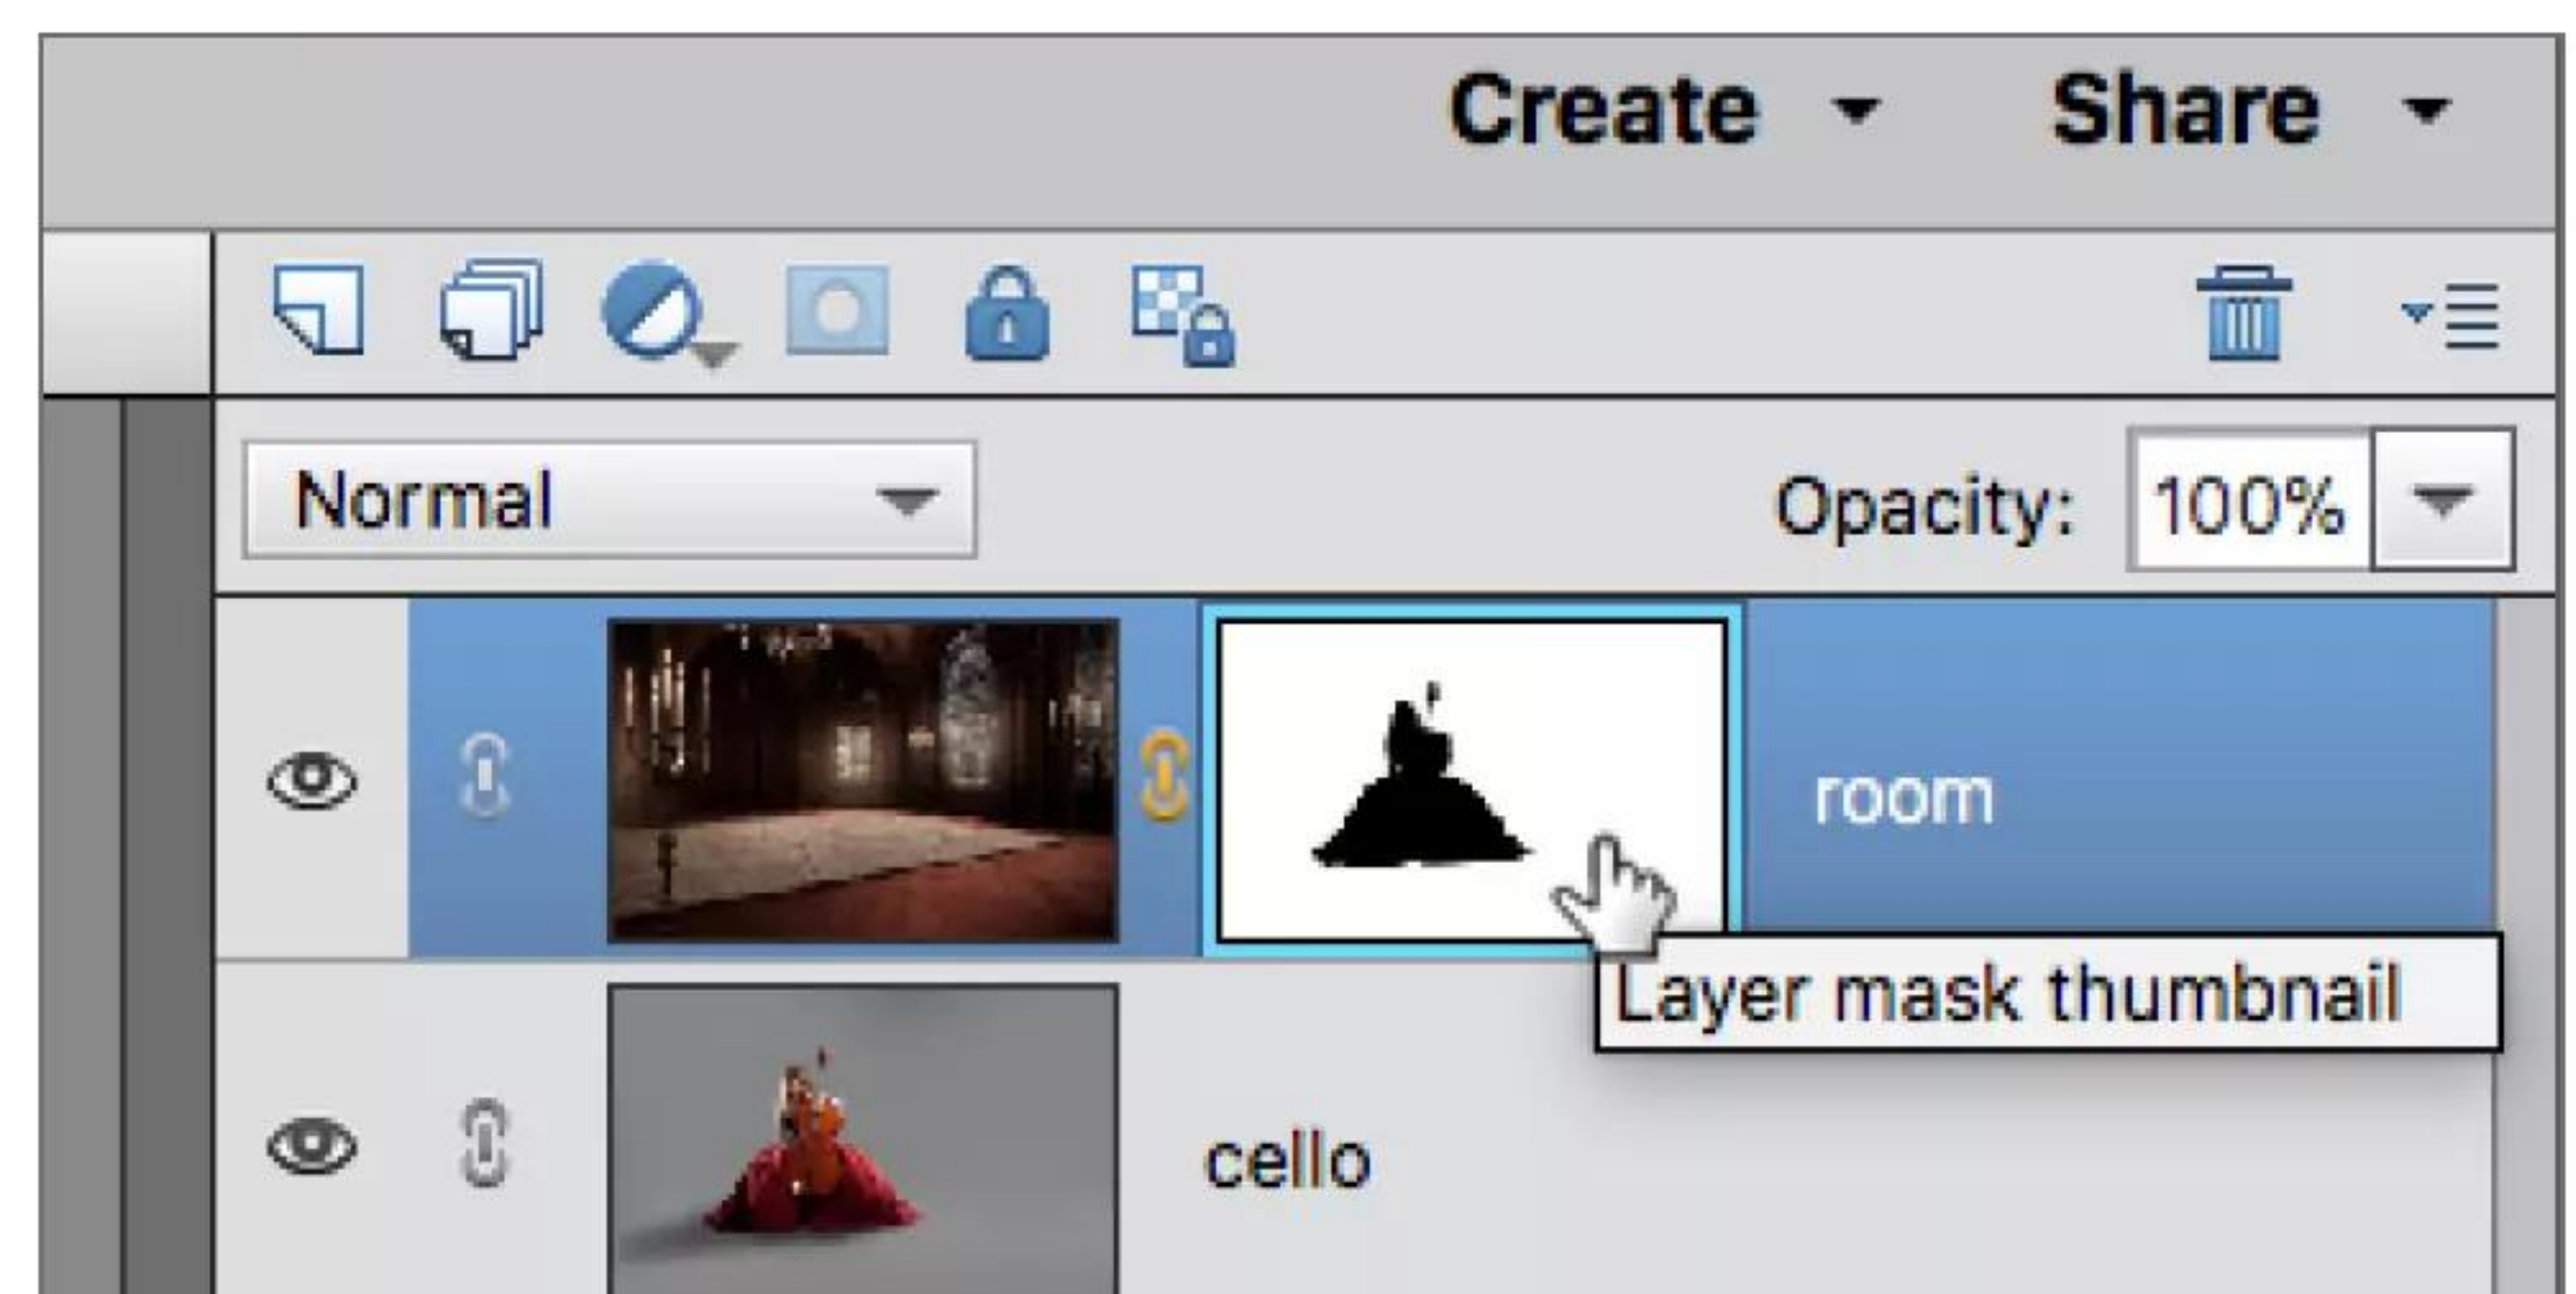 Create Share
Normal Opacity: 100%
room
Layer mask thumbnail
cello